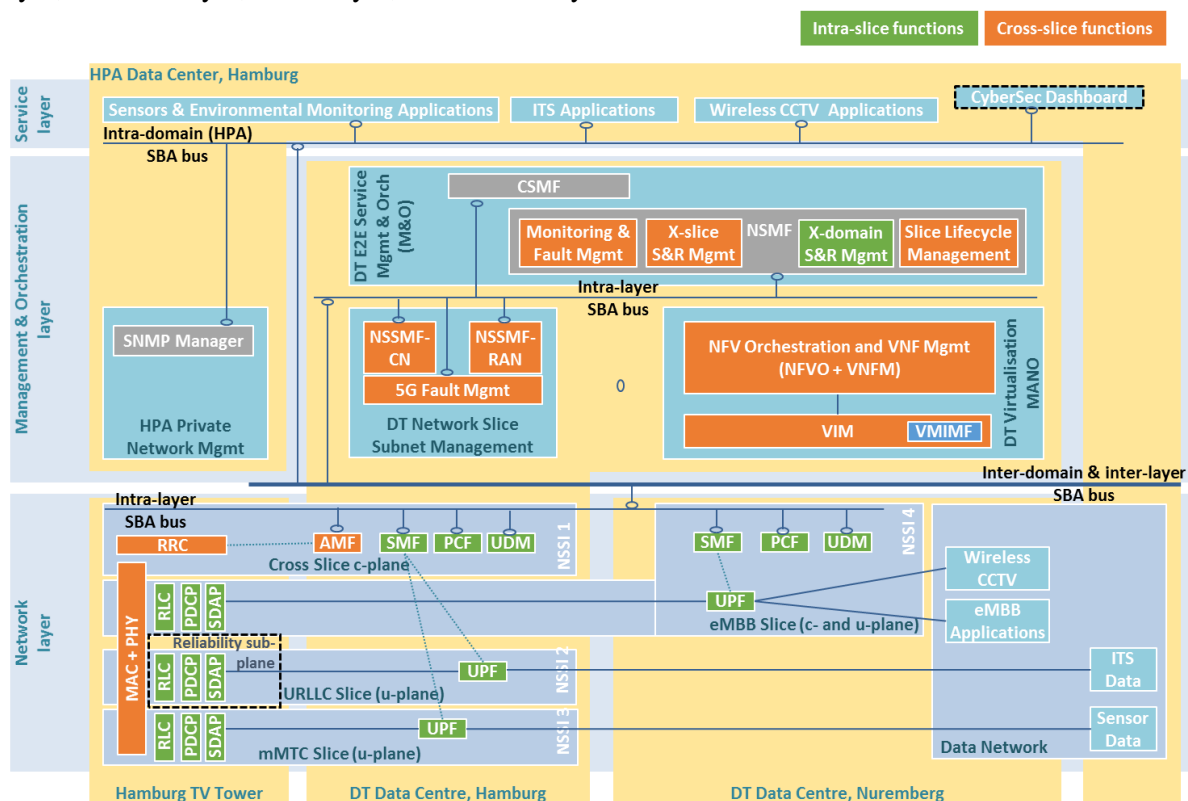 Intra-slice functions
Cross-slice functions
HPA Data Center, Hamburg
Service
layer
Sensors & Environmental Monitoring Applications
ITS Applications
Wireless CCTV Applications
CyberSec Dashboard
Intra-domain (HPA)
SBA bus
Management & Orchestration
layer
DT E2E Service
Mgmt & Orch
(M&O)
CSMF
Monitoring &
Fault Mgmt
X-slice
S&R Mgmt
NSMF
X-domain
S&R Mgmt
Slice Lifecycle
Management
Intra-layer
SBA bus
SNMP Manager
HPA Private
Network Mgmt
NSSMF-
CN
NSSMF-
RAN
5G Fault Mgmt
DT Network Slice
Subnet Management
NFV Orchestration and VNF Mgmt
(NFVO + VNFM)
VIM
VMIMF
DT Virtualisation
MANO
Inter-domain & inter-layer
SBA bus
Network
layer
Intra-layer
SBA bus
RRC
AMF
SMF
PCF
UDM
Cross Slice c-plane
NSSI 1
SMF
PCF
UDM
NSSI 4
MAC + PHY
RLC
PDCP
SDAP
UPF
eMBB Slice (c- and u-plane)
Wireless
CCTV
eMBB
Applications
Reliability sub-
plane
RLC
PDCP
SDAP
UPF
URLLC Slice (u-plane)
NSSI 2
ITS
Data
RLC
PDCP
SDAP
UPF
mMTC Slice (u-plane)
NSSI 3
Sensor
Data
Data Network
Hamburg TV Tower
DT Data Centre, Hamburg
DT Data Centre, Nuremberg